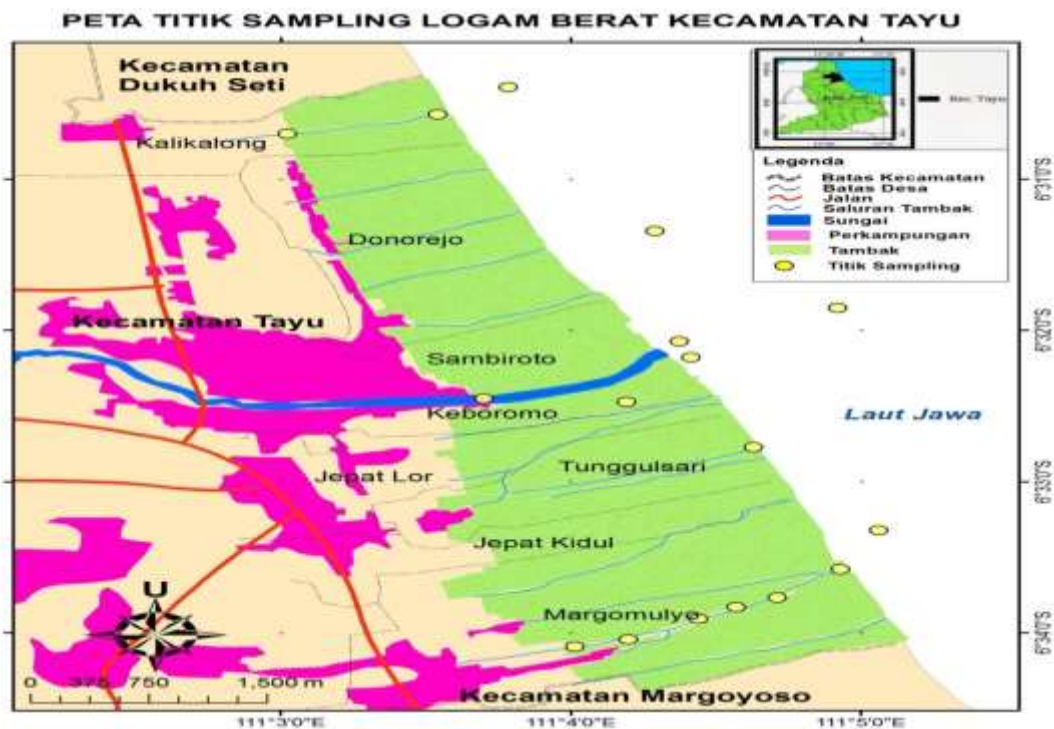 PETA TITIK SAMPLING LOGAM BERAT KECAMATAN TAYU
Kecamatan
Dukuh Seti
Kalikalong
Donorejo
Kecamatan Tayu
Sambiroto
Keboromo
Jepat Lor
Tunggulsari
Jepat Kidul
Margomulyo
Kecamatan Margoyoso
Laut Jawa
Kec. Tayu
Legenda
Batas Kecamatan
Batas Desa
Jalan
Saluran Tambak
Sungai
Perkampungan
Tambak
Titik Sampling
6°31'0"S
6°32'0"S
6°33'0"S
6°34'0"S
U
0 375 750 1,500 m
111°3'0"E
111°4'0"E
111°5'0"E